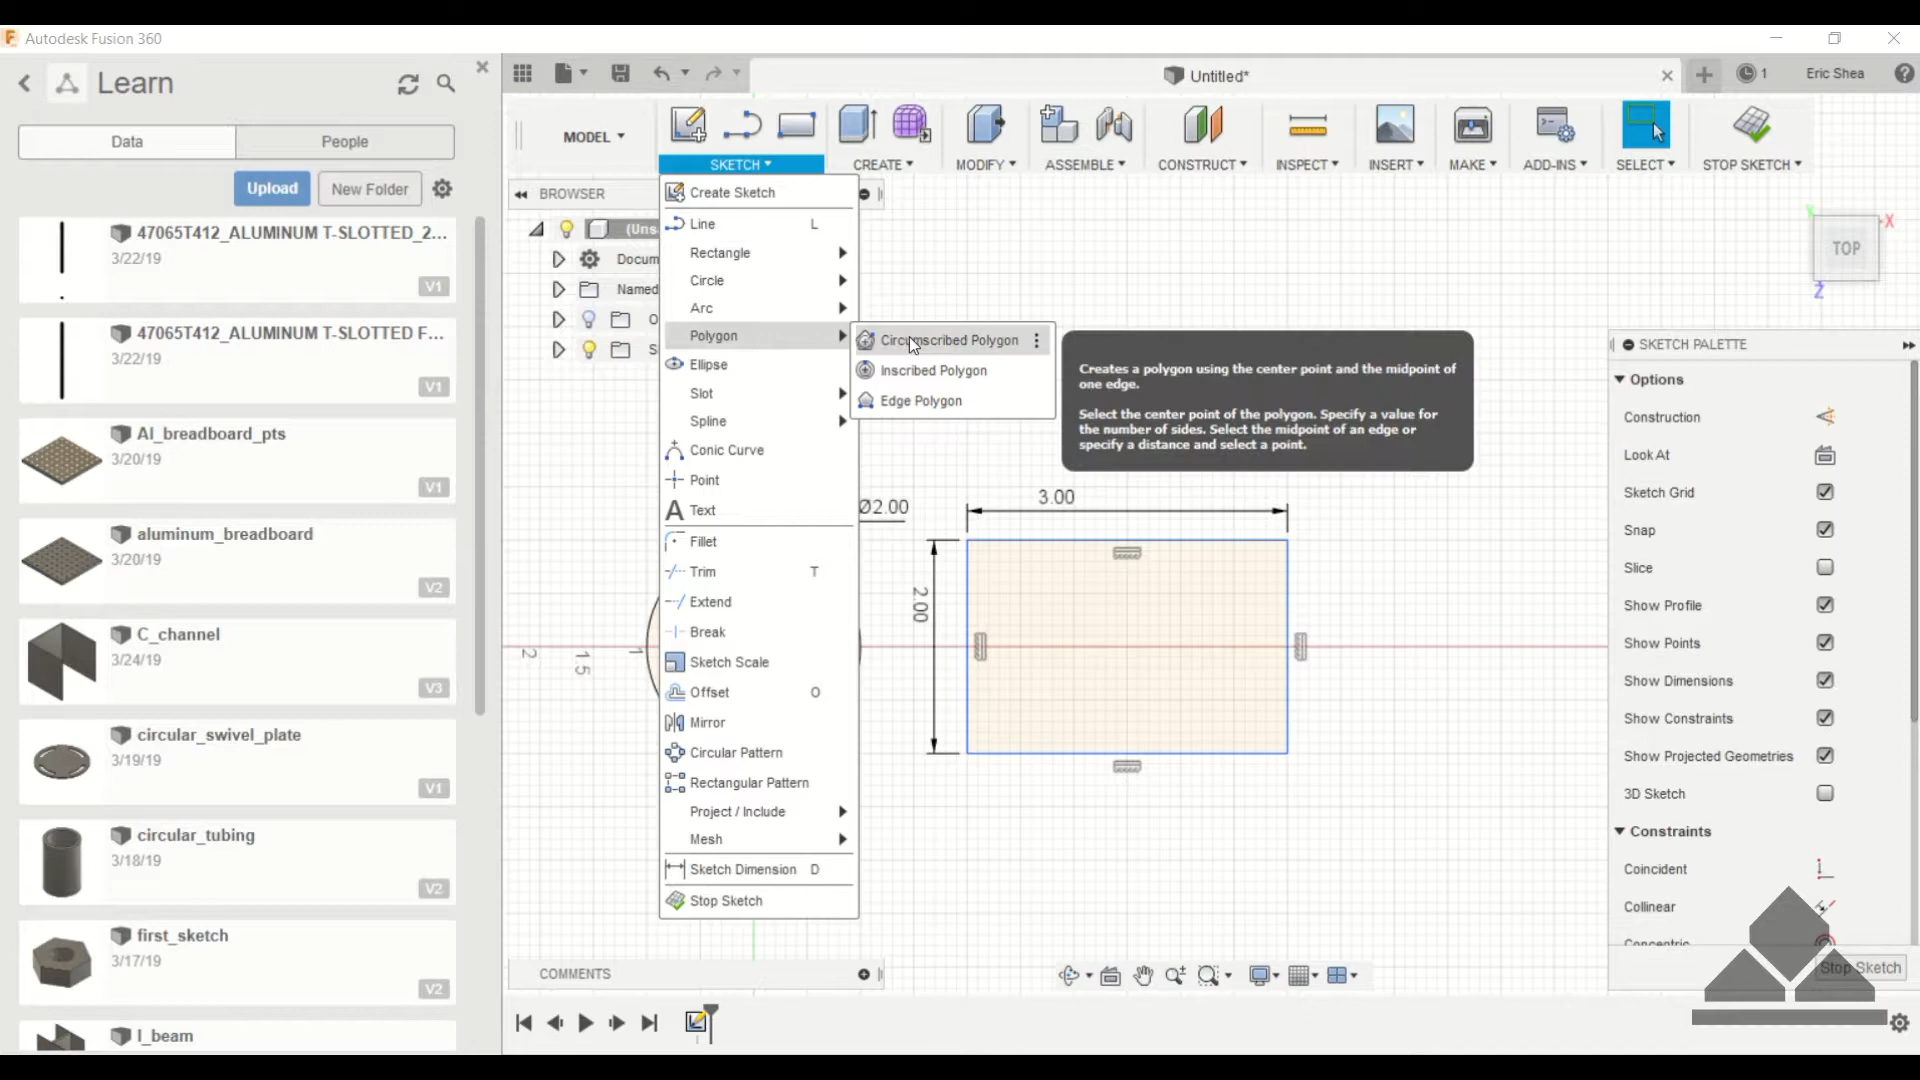 Autodesk Fusion 360
Learn
Data
People
Upload
New Folder
47065T412_ALUMINUM T-SLOTTED_2...
3/22/19
V1
47065T412_ALUMINUM T-SLOTTED F...
3/22/19
V1
Al_breadboard_pts
3/20/19
V1
aluminum_breadboard
3/20/19
V2
C_channel
3/24/19
V3
circular_swivel_plate
3/19/19
V1
circular_tubing
3/18/19
V2
first_sketch
3/17/19
V2
I_beam
Untitled*
1
Eric Shea
MODEL
SKETCH
CREATE
MODIFY
ASSEMBLE
CONSTRUCT
INSPECT
INSERT
MAKE
ADD-INS
SELECT
STOP SKETCH
BROWSER
(Uns
Docum
Named
O
S
Create Sketch
Line L
Rectangle
Circle
Arc
Polygon
Ellipse
Slot
Spline
Conic Curve
Point
Text
Fillet
Trim T
Extend
Break
Sketch Scale
Offset O
Mirror
Circular Pattern
Rectangular Pattern
Project / Include
Mesh
Sketch Dimension D
Stop Sketch
Circumscribed Polygon
Inscribed Polygon
Edge Polygon
Creates a polygon using the center point and the midpoint of
one edge.
Select the center point of the polygon. Specify a value for
the number of sides. Select the midpoint of an edge or
specify a distance and select a point.
Ø2.00
3.00
2.00
2
1.5
1
TOP
X
Y
Z
SKETCH PALETTE
Options
Construction
Look At
Sketch Grid
Snap
Slice
Show Profile
Show Points
Show Dimensions
Show Constraints
Show Projected Geometries
3D Sketch
Constraints
Coincident
Collinear
Concentric
Stop Sketch
COMMENTS